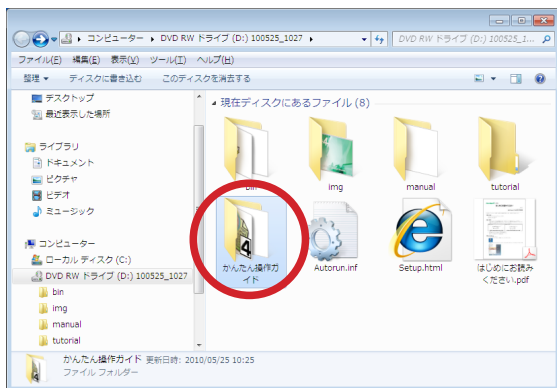 コンピューター ▸ DVD RW ドライブ (D:) 100525_1027 ▸
DVD RW ドライブ (D:) 100525_1...
ファイル(F) 編集(E) 表示(V) ツール(T) ヘルプ(H)
整理 ▼ ディスクに書き込む このディスクを消去する
デスクトップ
最近表示した場所
ライブラリ
ドキュメント
ピクチャ
ビデオ
ミュージック
コンピューター
ローカル ディスク (C:)
DVD RW ドライブ (D:) 100525_1027
bin
img
manual
tutorial
現在ディスクにあるファイル (8)
bin
img
manual
tutorial
かんたん操作ガ
イド
Autorun.inf
Setup.html
はじめにお読み
ください.pdf
かんたん操作ガイド 更新日時: 2010/05/25 10:25
ファイル フォルダー